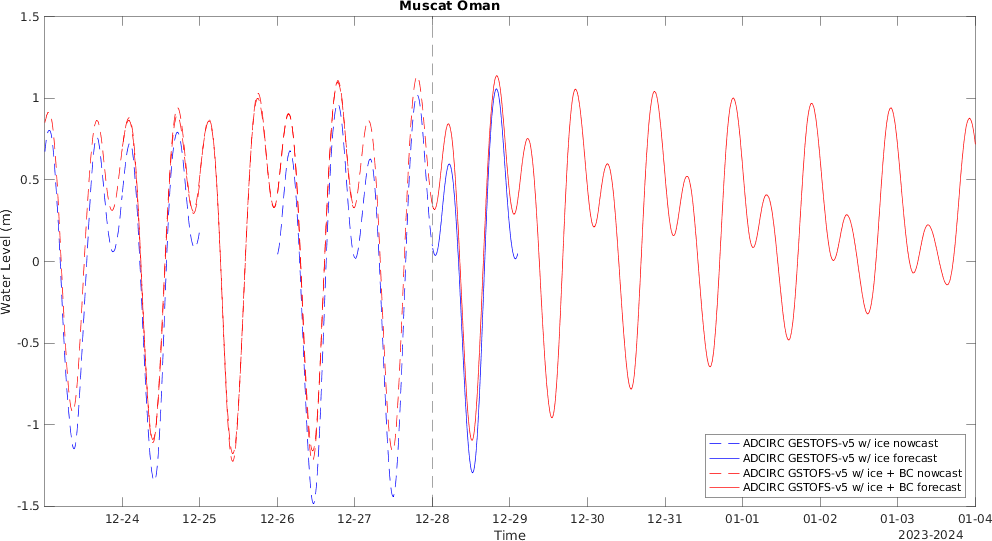 Muscat Oman
Water Level (m)
1.5
1
0.5
0
-0.5
-1
-1.5
12-24 12-25 12-26 12-27 12-28 12-29 12-30 12-31 01-01 01-02 01-03 01-04
Time
2023-2024
ADCIRC GESTOFS-v5 w/ ice nowcast
ADCIRC GESTOFS-v5 w/ ice forecast
ADCIRC GSTOFS-v5 w/ ice + BC nowcast
ADCIRC GSTOFS-v5 w/ ice + BC forecast